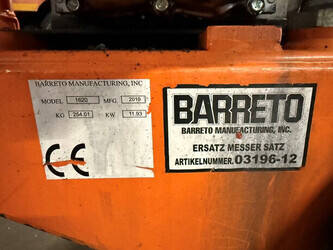 BARRETO MANUFACTURING, INC
MODEL 1620 MFG 2019
KG 254.01 KW 11.93
CE
BARRETO
BARRETO MANUFACTURING, INC.
ERSATZ MESSER SATZ
ARTIKELNUMMER. 03196-12